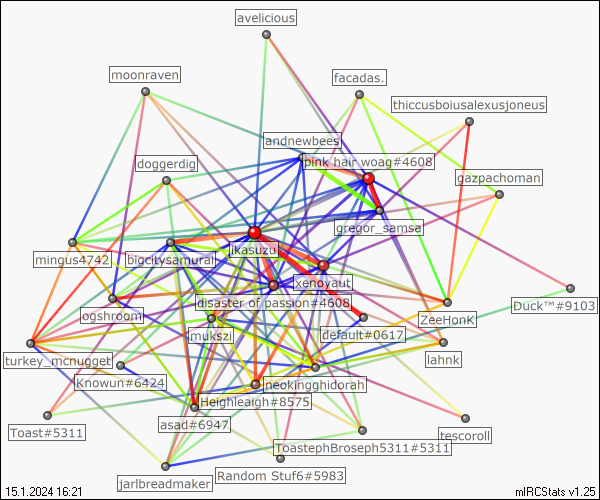 avelicious
moonraven
facadas.
thiccusboiusalexusjoneus
andnewbees
doggerdig
pink hair woag#4608
gazpachoman
gregor_samsa
jikasuzu
mingus4742
bigcitysamurai
xenoyaut
disaster of passion#4608
Duck™#9103
ogshroom
ZeeHonK
mukszi
default#0617
turkey_mcnugget
lahnk
Knowun#6424
neokingghidorah
Heighleaigh#8575
asad#6947
Toast#5311
tescoroll
ToastephBroseph5311#5311
Random Stuf6#5983
jarlbreadmaker
15.1.2024 16:21
mIRCStats v1.25